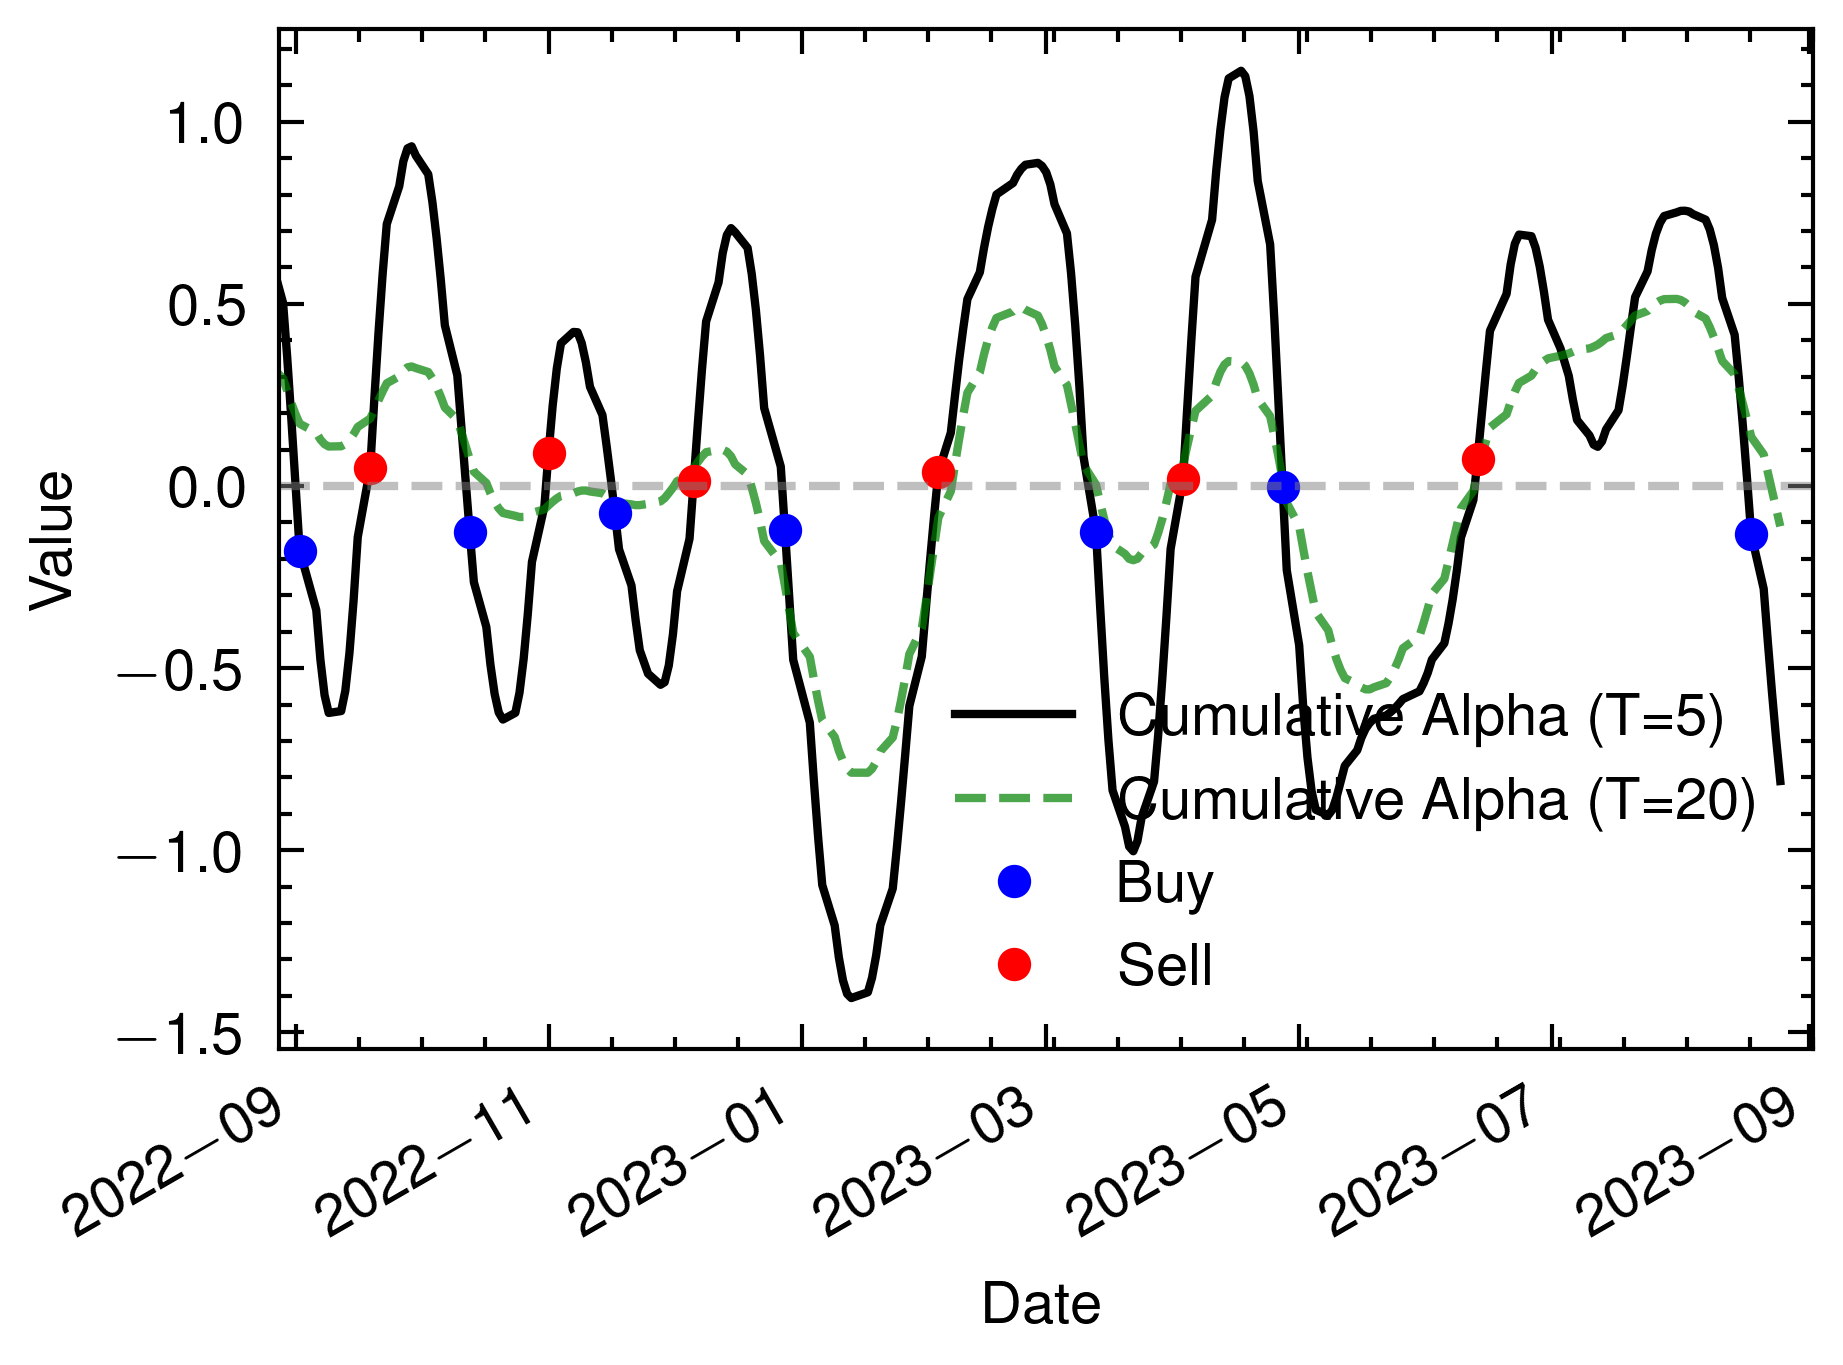 1.0
0.5
0.0
−0.5
−1.0
−1.5
Value
Cumulative Alpha (T=5)
Cumulative Alpha (T=20)
Buy
Sell
2022−09
2022−11
2023−01
2023−03
2023−05
2023−07
2023−09
Date